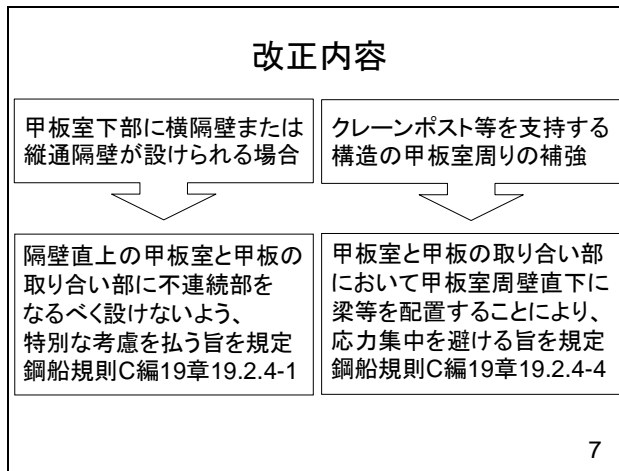 改正内容
甲板室下部に横隔壁または
縦通隔壁が設けられる場合
クレーンポスト等を支持する
構造の甲板室周りの補強
隔壁直上の甲板室と甲板の
取り合い部に不連続部を
なるべく設けないよう、
特別な考慮を払う旨を規定
鋼船規則C編19章19.2.4-1
甲板室と甲板の取り合い部
において甲板室周壁直下に
梁等を配置することにより、
応力集中を避ける旨を規定
鋼船規則C編19章19.2.4-4
7